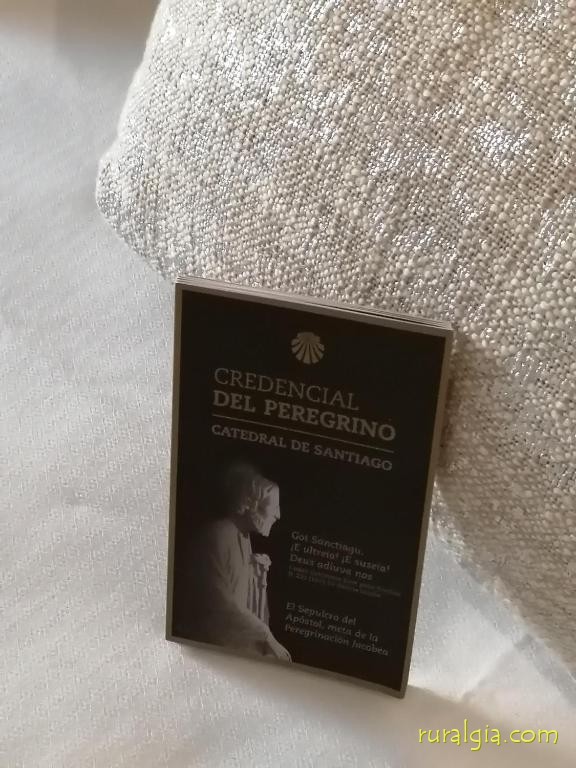 CREDENCIAL
DEL PEREGRINO
CATEDRAL DE SANTIAGO
Got Sanctiagu,
¡E ultreia! ¡E suseia!
Deus adiuva nos
El Sepulcro del
Apóstol, meta de la
Peregrinación Jacobea
ruralgia.com